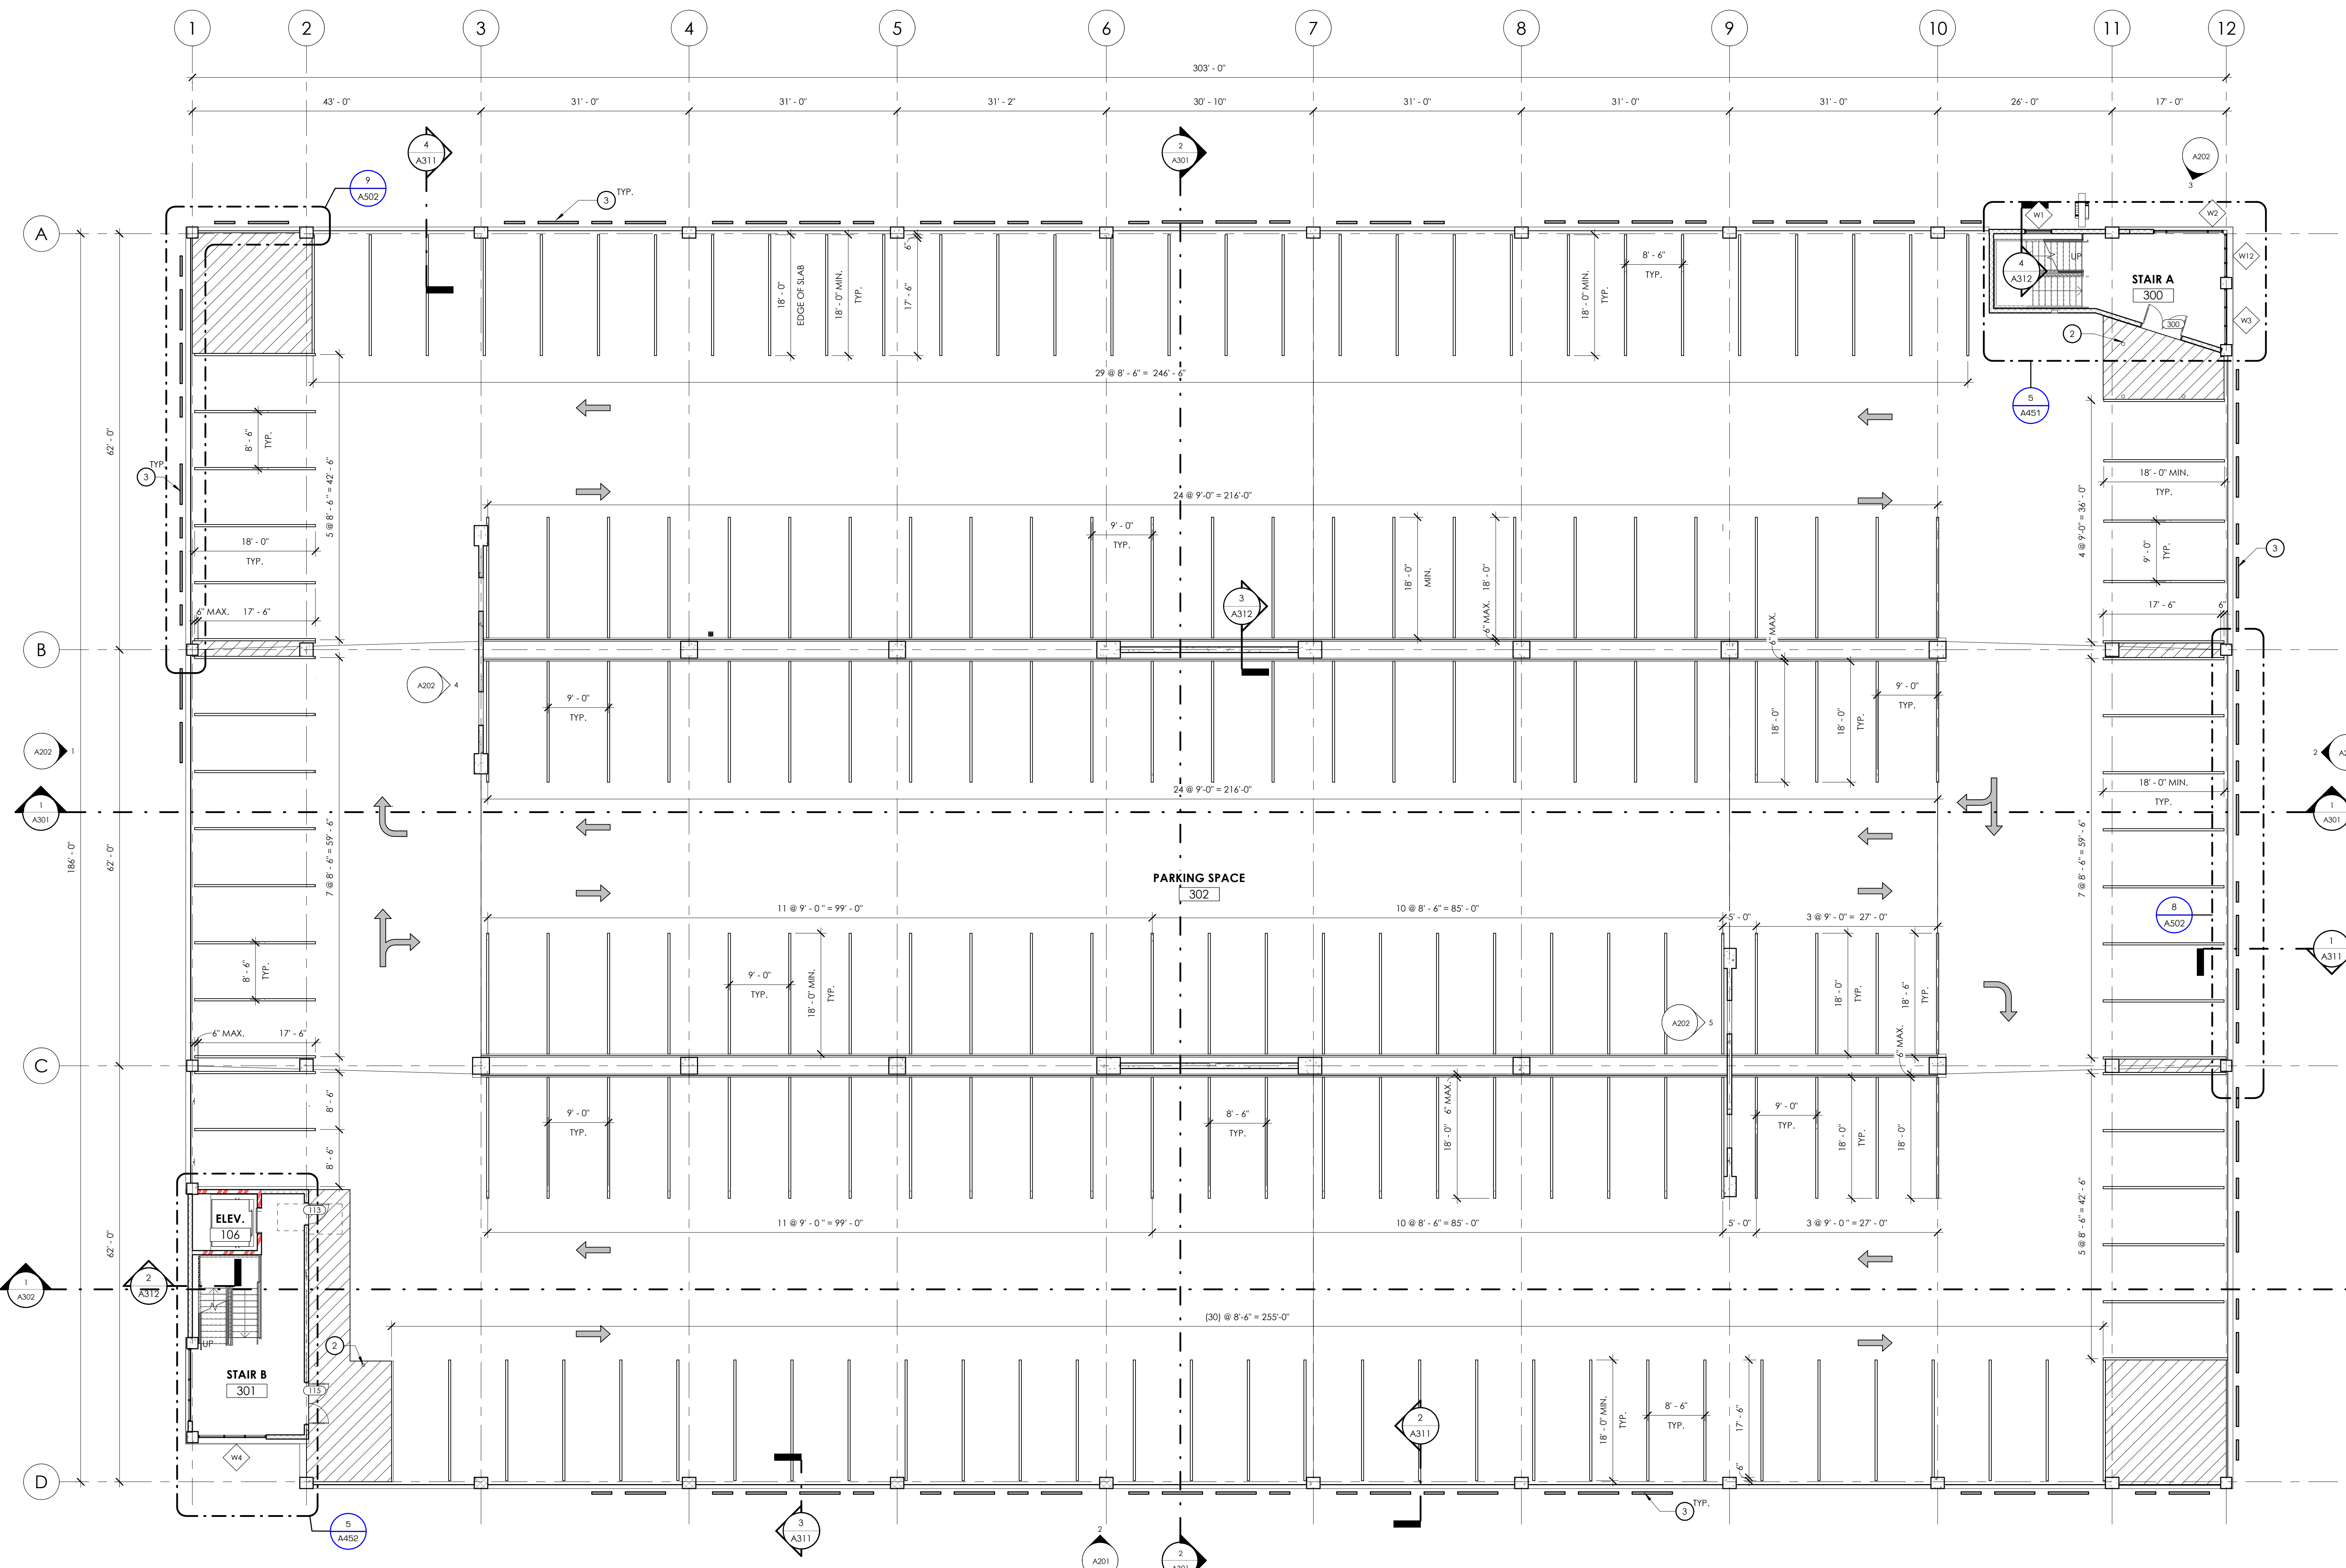 1 2 3 4 5 6 7 8 9 10 11 12
303' - 0"
43' - 0" 31' - 0" 31' - 0" 31' - 2" 30' - 10" 31' - 0" 31' - 0" 31' - 0" 26' - 0" 17' - 0"
4
A311
2
A301
A202
3
9
A502
3 TYP.
W1
W2
A
6"
8' - 6"
TYP.
UP
W12
4
A312
STAIR A
300
18' - 0"
EDGE OF SLAB
18' - 0" MIN.
TYP.
17' - 6"
18' - 0" MIN.
TYP.
W3
300
2
29 @ 8' - 6" = 246' - 6"
5
A451
62' - 0"
8' - 6"
TYP.
TYP.
3
5 @ 8' - 6" = 42' - 6"
24 @ 9'-0" = 216'-0"
18' - 0" MIN.
TYP.
4 @ 9'-0" = 36' - 0"
9' - 0"
TYP.
9' - 0"
TYP.
18' - 0"
TYP.
3
18' - 0"
MIN.
18' - 0"
6" MAX.
3
A312
6" MAX. 17' - 6"
17' - 6" 6"
6" MAX.
B
A202
4
9' - 0"
TYP.
9' - 0"
TYP.
18' - 0"
18' - 0"
TYP.
A202
1
2
18' - 0" MIN.
TYP.
24 @ 9'-0" = 216'-0"
1
A301
1
A301
186' - 0"
62' - 0"
7 @ 8' - 6" = 59' - 6"
7 @ 8' - 6" = 59' - 6"
PARKING SPACE
302
11 @ 9' - 0 " = 99' - 0" 10 @ 8' - 6" = 85' - 0" 5' - 0" 3 @ 9' - 0" = 27' - 0"
8
A502
8' - 6"
TYP.
9' - 0"
TYP.
18' - 0" MIN.
TYP.
18' - 0"
TYP.
18' - 6"
TYP.
1
A311
A202
5
6" MAX. 17' - 6"
6" MAX.
C
8' - 6"
8' - 6"
9' - 0"
TYP.
8' - 6"
TYP.
6" MAX.
18' - 0"
9' - 0"
TYP.
18' - 0"
TYP.
18' - 0"
ELEV.
106
113
11 @ 9' - 0 " = 99' - 0" 10 @ 8' - 6" = 85' - 0" 5' - 0" 3 @ 9' - 0 " = 27' - 0"
5 @ 8' - 6" = 42' - 6"
62' - 0"
1
A302
2
A312
(30) @ 8'-6" = 255'-0"
UP
2
STAIR B
301
115
8' - 6"
TYP.
18' - 0" MIN.
TYP.
17' - 6"
6"
2
A311
W4
D
3 TYP.
5
A452
3
A311
2
A201
2